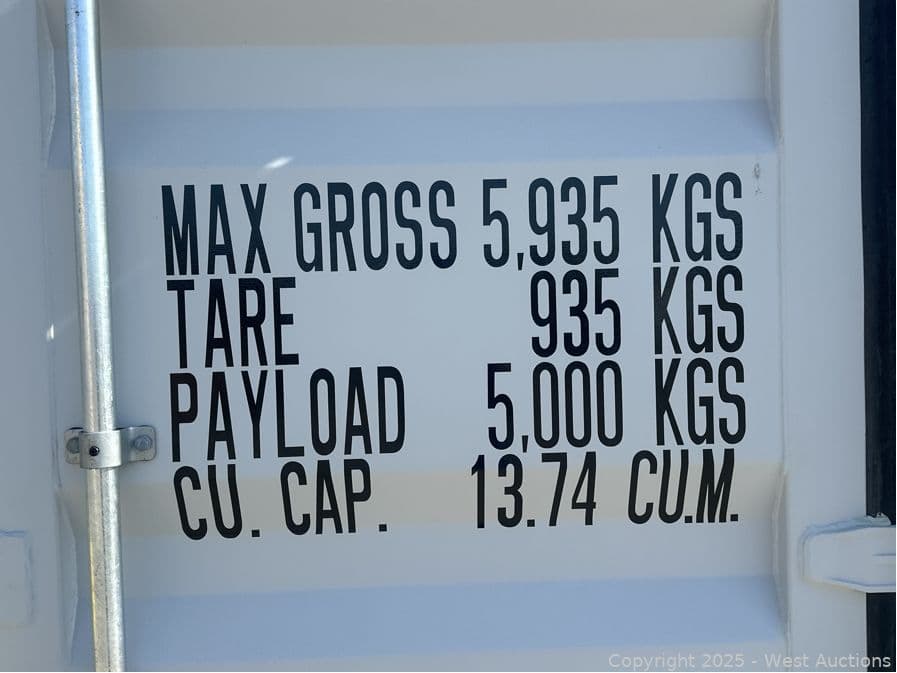 MAX GROSS 5,935 KGS
TARE 935 KGS
PAYLOAD 5,000 KGS
CU. CAP. 13.74 CU.M.
Copyright 2025 - West Auctions